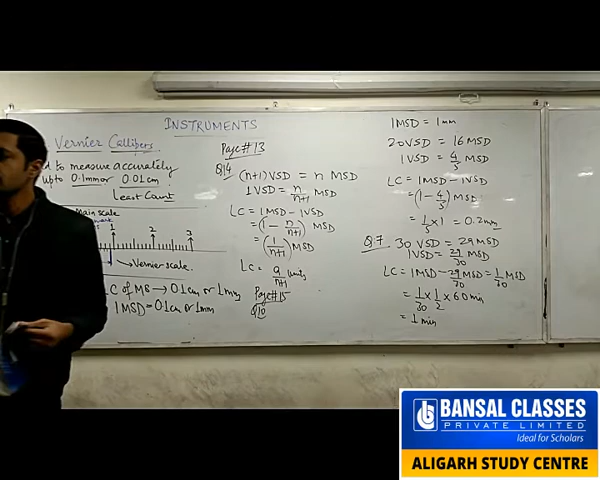 INSTRUMENTS
Vernier Callipers
d to measure accurately
upto 0.1mm or 0.01cm
Least Count
Main scale
1 2 3
→Vernier scale.
LC of MS → 0.1cm or 1mm
1MSD = 0.1cm or 1mm
Page # 13
Q14 (n+1) VSD = n MSD
1VSD = n/n+1 MSD
LC = 1MSD - 1VSD
= (1 - n/n+1) MSD
= (1/n+1) MSD
LC = a/n+1 units
Page # 15
Q10
1MSD = 1mm
20VSD = 16MSD
1VSD = 4/5 MSD
LC = 1MSD - 1VSD
= (1 - 4/5) MSD
= 1/5 x 1 = 0.2mm
Q.7. 30 VSD = 29MSD
1VSD = 29/30
LC = 1MSD - 29/30 MSD = 1/30 MSD
= 1/30 x 1/2 x 60 min
= 1 min
BANSAL CLASSES
PRIVATE LIMITED
Ideal for Scholars
ALIGARH STUDY CENTRE